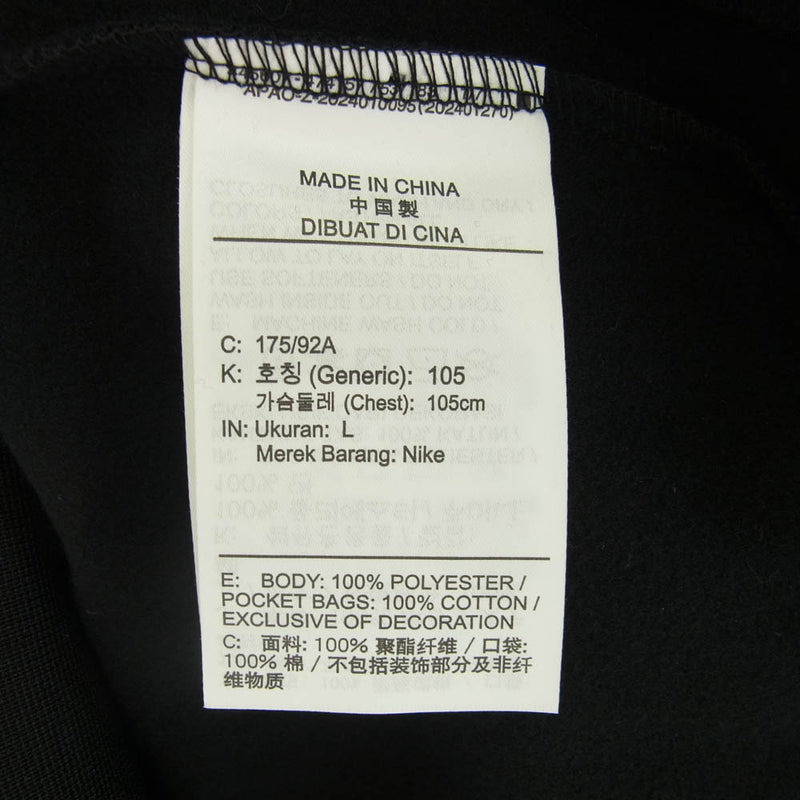 APAO-Z-2024010095(202401270)
MADE IN CHINA
中国製
DIBUAT DI CINA
C: 175/92A
K: 호칭 (Generic): 105
가슴둘레 (Chest): 105cm
IN: Ukuran: L
Merek Barang: Nike
E: BODY: 100% POLYESTER /
POCKET BAGS: 100% COTTON /
EXCLUSIVE OF DECORATION
C: 面料: 100% 聚酯纤维 / 口袋:
100% 棉 / 不包括装饰部分及非纤
维物质